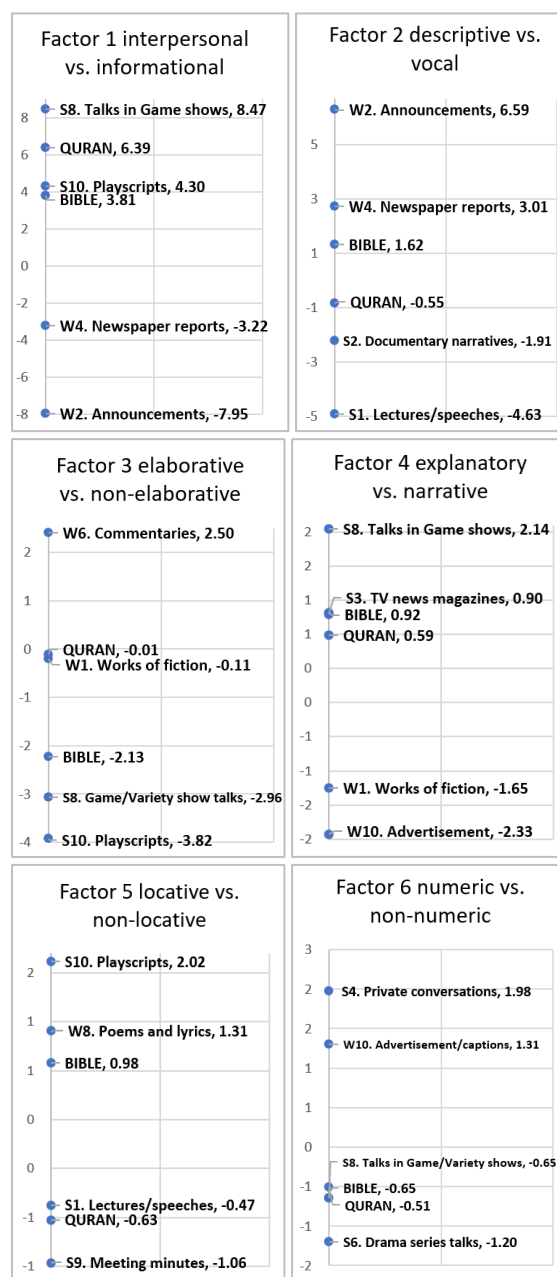 Factor 1 interpersonal
vs. informational
8
6
4
2
0
-2
-4
-6
-8
S8. Talks in Game shows, 8.47
QURAN, 6.39
S10. Playscripts, 4.30
BIBLE, 3.81
W4. Newspaper reports, -3.22
W2. Announcements, -7.95
Factor 2 descriptive vs.
vocal
5
3
1
-1
-3
-5
W2. Announcements, 6.59
W4. Newspaper reports, 3.01
BIBLE, 1.62
QURAN, -0.55
S2. Documentary narratives, -1.91
S1. Lectures/speeches, -4.63
Factor 3 elaborative
vs. non-elaborative
2
1
0
-1
-2
-3
-4
W6. Commentaries, 2.50
QURAN, -0.01
W1. Works of fiction, -0.11
BIBLE, -2.13
S8. Game/Variety show talks, -2.96
S10. Playscripts, -3.82
Factor 4 explanatory
vs. narrative
2
2
1
1
0
0
-1
-1
-2
-2
S8. Talks in Game shows, 2.14
S3. TV news magazines, 0.90
BIBLE, 0.92
QURAN, 0.59
W1. Works of fiction, -1.65
W10. Advertisement, -2.33
Factor 5 locative vs.
non-locative
2
1
1
0
0
-1
-1
S10. Playscripts, 2.02
W8. Poems and lyrics, 1.31
BIBLE, 0.98
S1. Lectures/speeches, -0.47
QURAN, -0.63
S9. Meeting minutes, -1.06
Factor 6 numeric vs.
non-numeric
3
2
2
1
1
0
-1
-1
-2
S4. Private conversations, 1.98
W10. Advertisement/captions, 1.31
S8. Talks in Game/Variety shows, -0.65
BIBLE, -0.65
QURAN, -0.51
S6. Drama series talks, -1.20